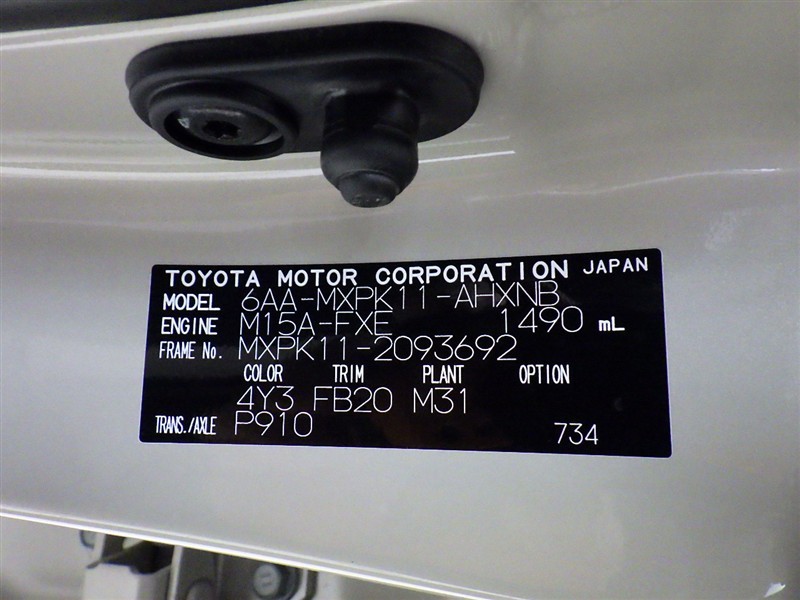 TOYOTA MOTOR CORPORATION JAPAN
MODEL 6AA-MXPK11-AHXNB
ENGINE M15A-FXE 1490 mL
FRAME No. MXPK11-2093692
COLOR TRIM PLANT OPTION
4Y3 FB20 M31
TRANS./AXLE P910 734